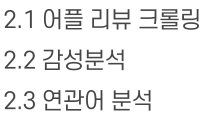 2.1 어플 리뷰 크롤링
2.2 감성분석
2.3 연관어 분석